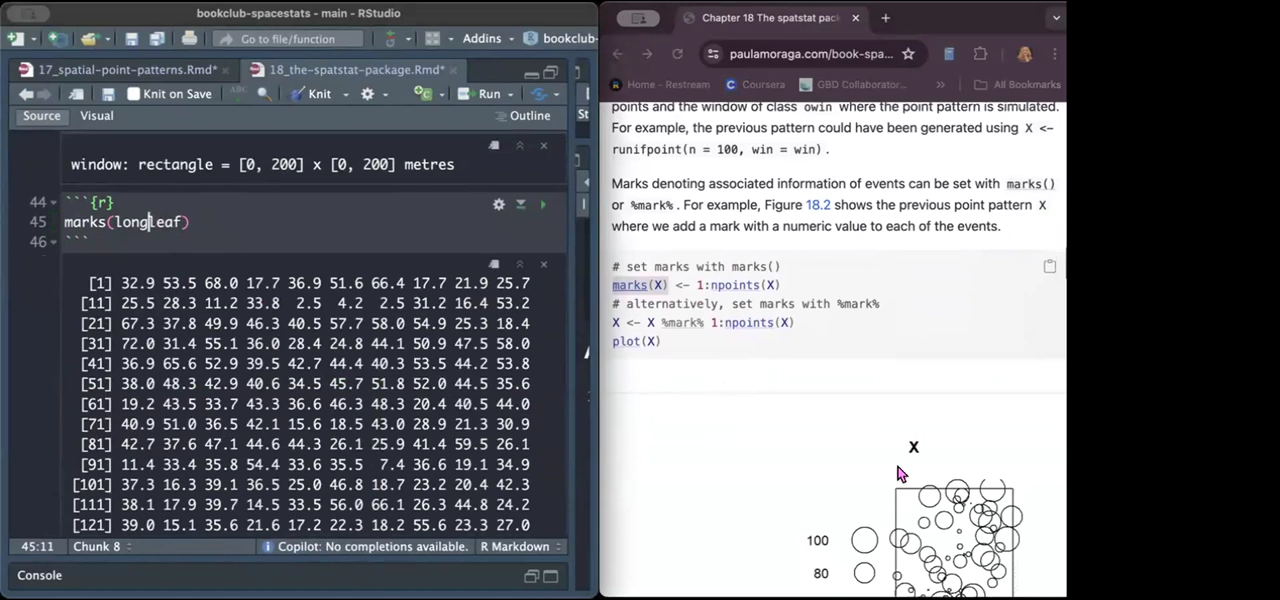 bookclub-spacestats - main - RStudio
Go to file/function
Addins
bookcl
17_spatial-point-patterns.Rmd*
18_the-spatstat-package.Rmd*
Knit on Save
ABC
Knit
Run
Source
Visual
Outline
window: rectangle = [0, 200] x [0, 200] metres
44
```{r}
45
marks(longleaf)
46
```
[1] 32.9 53.5 68.0 17.7 36.9 51.6 66.4 17.7 21.9 25.7
[11] 25.5 28.3 11.2 33.8 2.5 4.2 2.5 31.2 16.4 53.2
[21] 67.3 37.8 49.9 46.3 40.5 57.7 58.0 54.9 25.3 18.4
[31] 72.0 31.4 55.1 36.0 28.4 24.8 44.1 50.9 47.5 58.0
[41] 36.9 65.6 52.9 39.5 42.7 44.4 40.3 53.5 44.2 53.8
[51] 38.0 48.3 42.9 40.6 34.5 45.7 51.8 52.0 44.5 35.6
[61] 19.2 43.5 33.7 43.3 36.6 46.3 48.3 20.4 40.5 44.0
[71] 40.9 51.0 36.5 42.1 15.6 18.5 43.0 28.9 21.3 30.9
[81] 42.7 37.6 47.1 44.6 44.3 26.1 25.9 41.4 59.5 26.1
[91] 11.4 33.4 35.8 54.4 33.6 35.5 7.4 36.6 19.1 34.9
[101] 37.3 16.3 39.1 36.5 25.0 46.8 18.7 23.2 20.4 42.3
[111] 38.1 17.9 39.7 14.5 33.5 56.0 66.1 26.3 44.8 24.2
[121] 39.0 15.1 35.6 21.6 17.2 22.3 18.2 55.6 23.3 27.0
45:11
Chunk 8
Copilot: No completions available.
R Markdown
Console
St
Chapter 18 The spatstat pac
paulamoraga.com/book-spa...
Home - Restream
Coursera
GBD Collaborator...
All Bookmarks
points and the window of class owin where the point pattern is simulated.
For example, the previous pattern could have been generated using X <-
runifpoint(n = 100, win = win).
Marks denoting associated information of events can be set with marks()
or %mark%. For example, Figure 18.2 shows the previous point pattern X
where we add a mark with a numeric value to each of the events.
# set marks with marks()
marks(X) <- 1:npoints(X)
# alternatively, set marks with %mark%
X <- X %mark% 1:npoints(X)
plot(X)
X
100
80